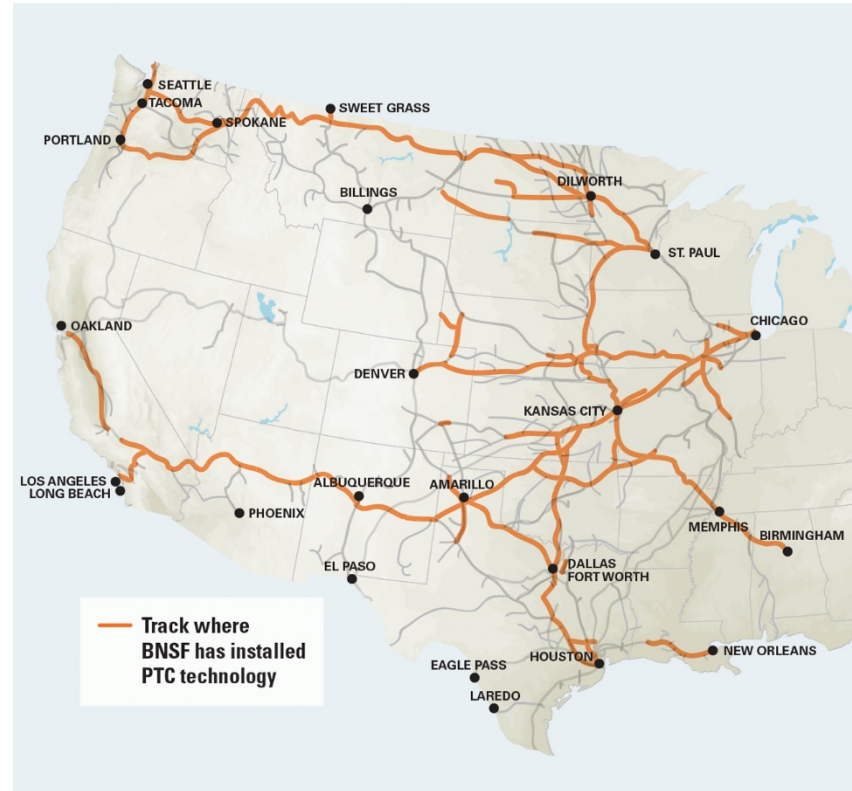 SEATTLE
TACOMA
SPOKANE
SWEET GRASS
PORTLAND
BILLINGS
DILWORTH
ST. PAUL
OAKLAND
CHICAGO
DENVER
KANSAS CITY
LOS ANGELES
LONG BEACH
ALBUQUERQUE
AMARILLO
PHOENIX
MEMPHIS
BIRMINGHAM
EL PASO
DALLAS
FORT WORTH
Track where
BNSF has installed
PTC technology
HOUSTON
NEW ORLEANS
EAGLE PASS
LAREDO